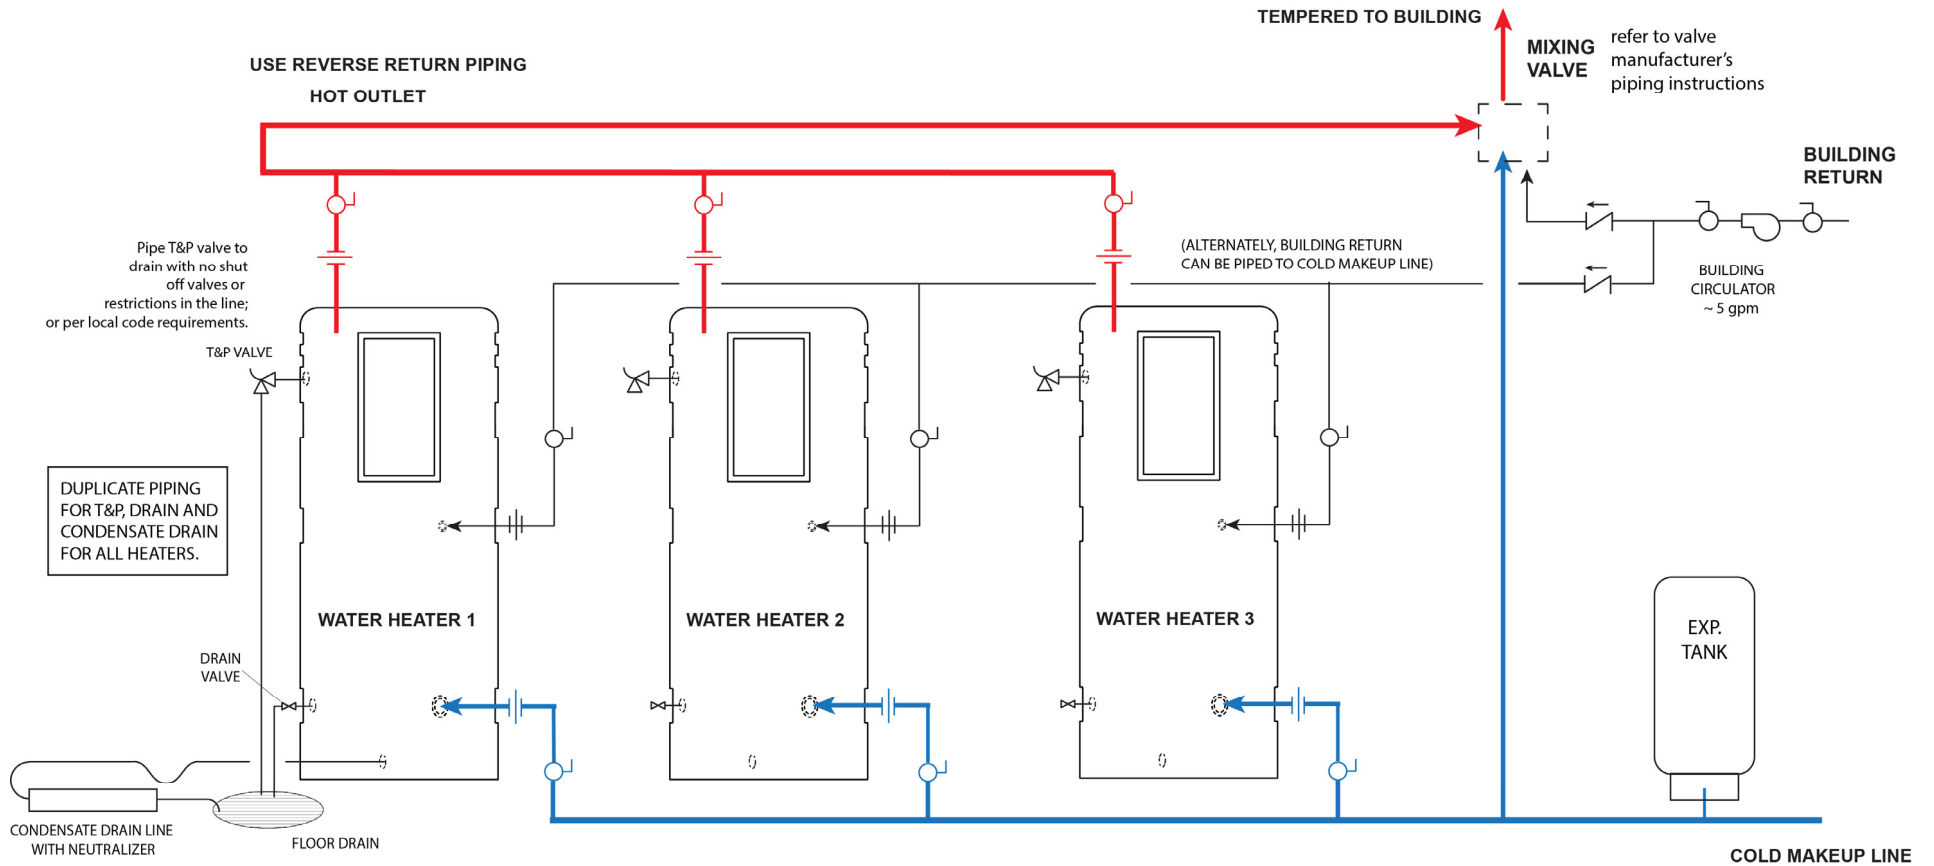 TEMPERED TO BUILDING
MIXING
VALVE
refer to valve
manufacturer’s
piping instructions
USE REVERSE RETURN PIPING
HOT OUTLET
BUILDING
RETURN
Pipe T&P valve to
drain with no shut
off valves or
restrictions in the line;
or per local code requirements.
(ALTERNATELY, BUILDING RETURN
CAN BE PIPED TO COLD MAKEUP LINE)
BUILDING
CIRCULATOR
~ 5 gpm
T&P VALVE
DUPLICATE PIPING
FOR T&P, DRAIN AND
CONDENSATE DRAIN
FOR ALL HEATERS.
WATER HEATER 1
WATER HEATER 2
WATER HEATER 3
EXP.
TANK
DRAIN
VALVE
CONDENSATE DRAIN LINE
WITH NEUTRALIZER
FLOOR DRAIN
COLD MAKEUP LINE